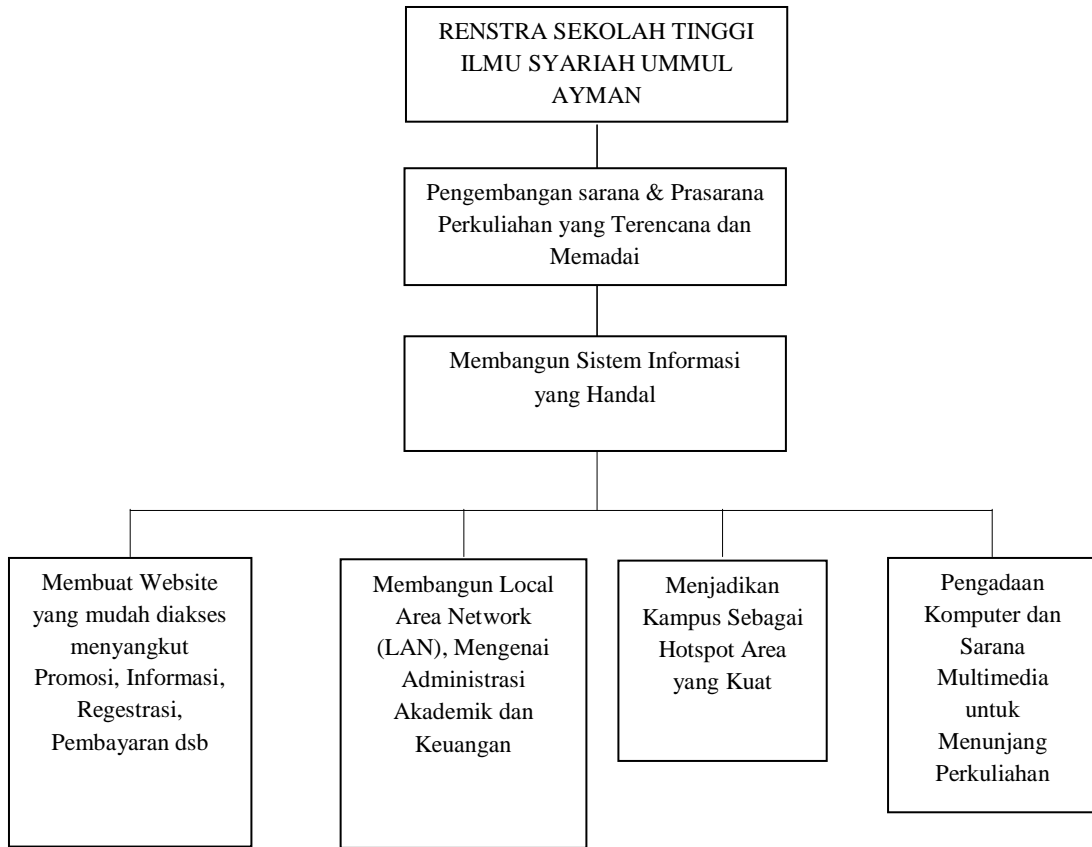 RENSTRA SEKOLAH TINGGI
ILMU SYARIAH UMMUL
AYMAN
Pengembangan sarana & Prasarana
Perkuliahan yang Terencana dan
Memadai
Membangun Sistem Informasi
yang Handal
Membuat Website
yang mudah diakses
menyangkut
Promosi, Informasi,
Regestrasi,
Pembayaran dsb
Membangun Local
Area Network
(LAN), Mengenai
Administrasi
Akademik dan
Keuangan
Menjadikan
Kampus Sebagai
Hotspot Area
yang Kuat
Pengadaan
Komputer dan
Sarana
Multimedia
untuk
Menunjang
Perkuliahan